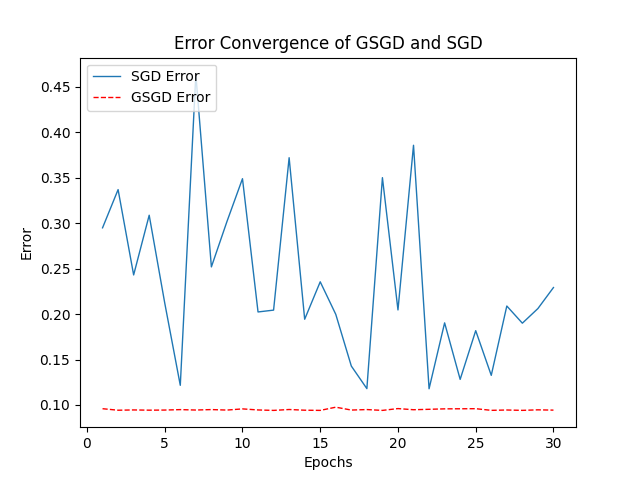 Error Convergence of GSGD and SGD
SGD Error
GSGD Error
0.45
0.40
0.35
0.30
0.25
0.20
0.15
0.10
Error
0 5 10 15 20 25 30
Epochs